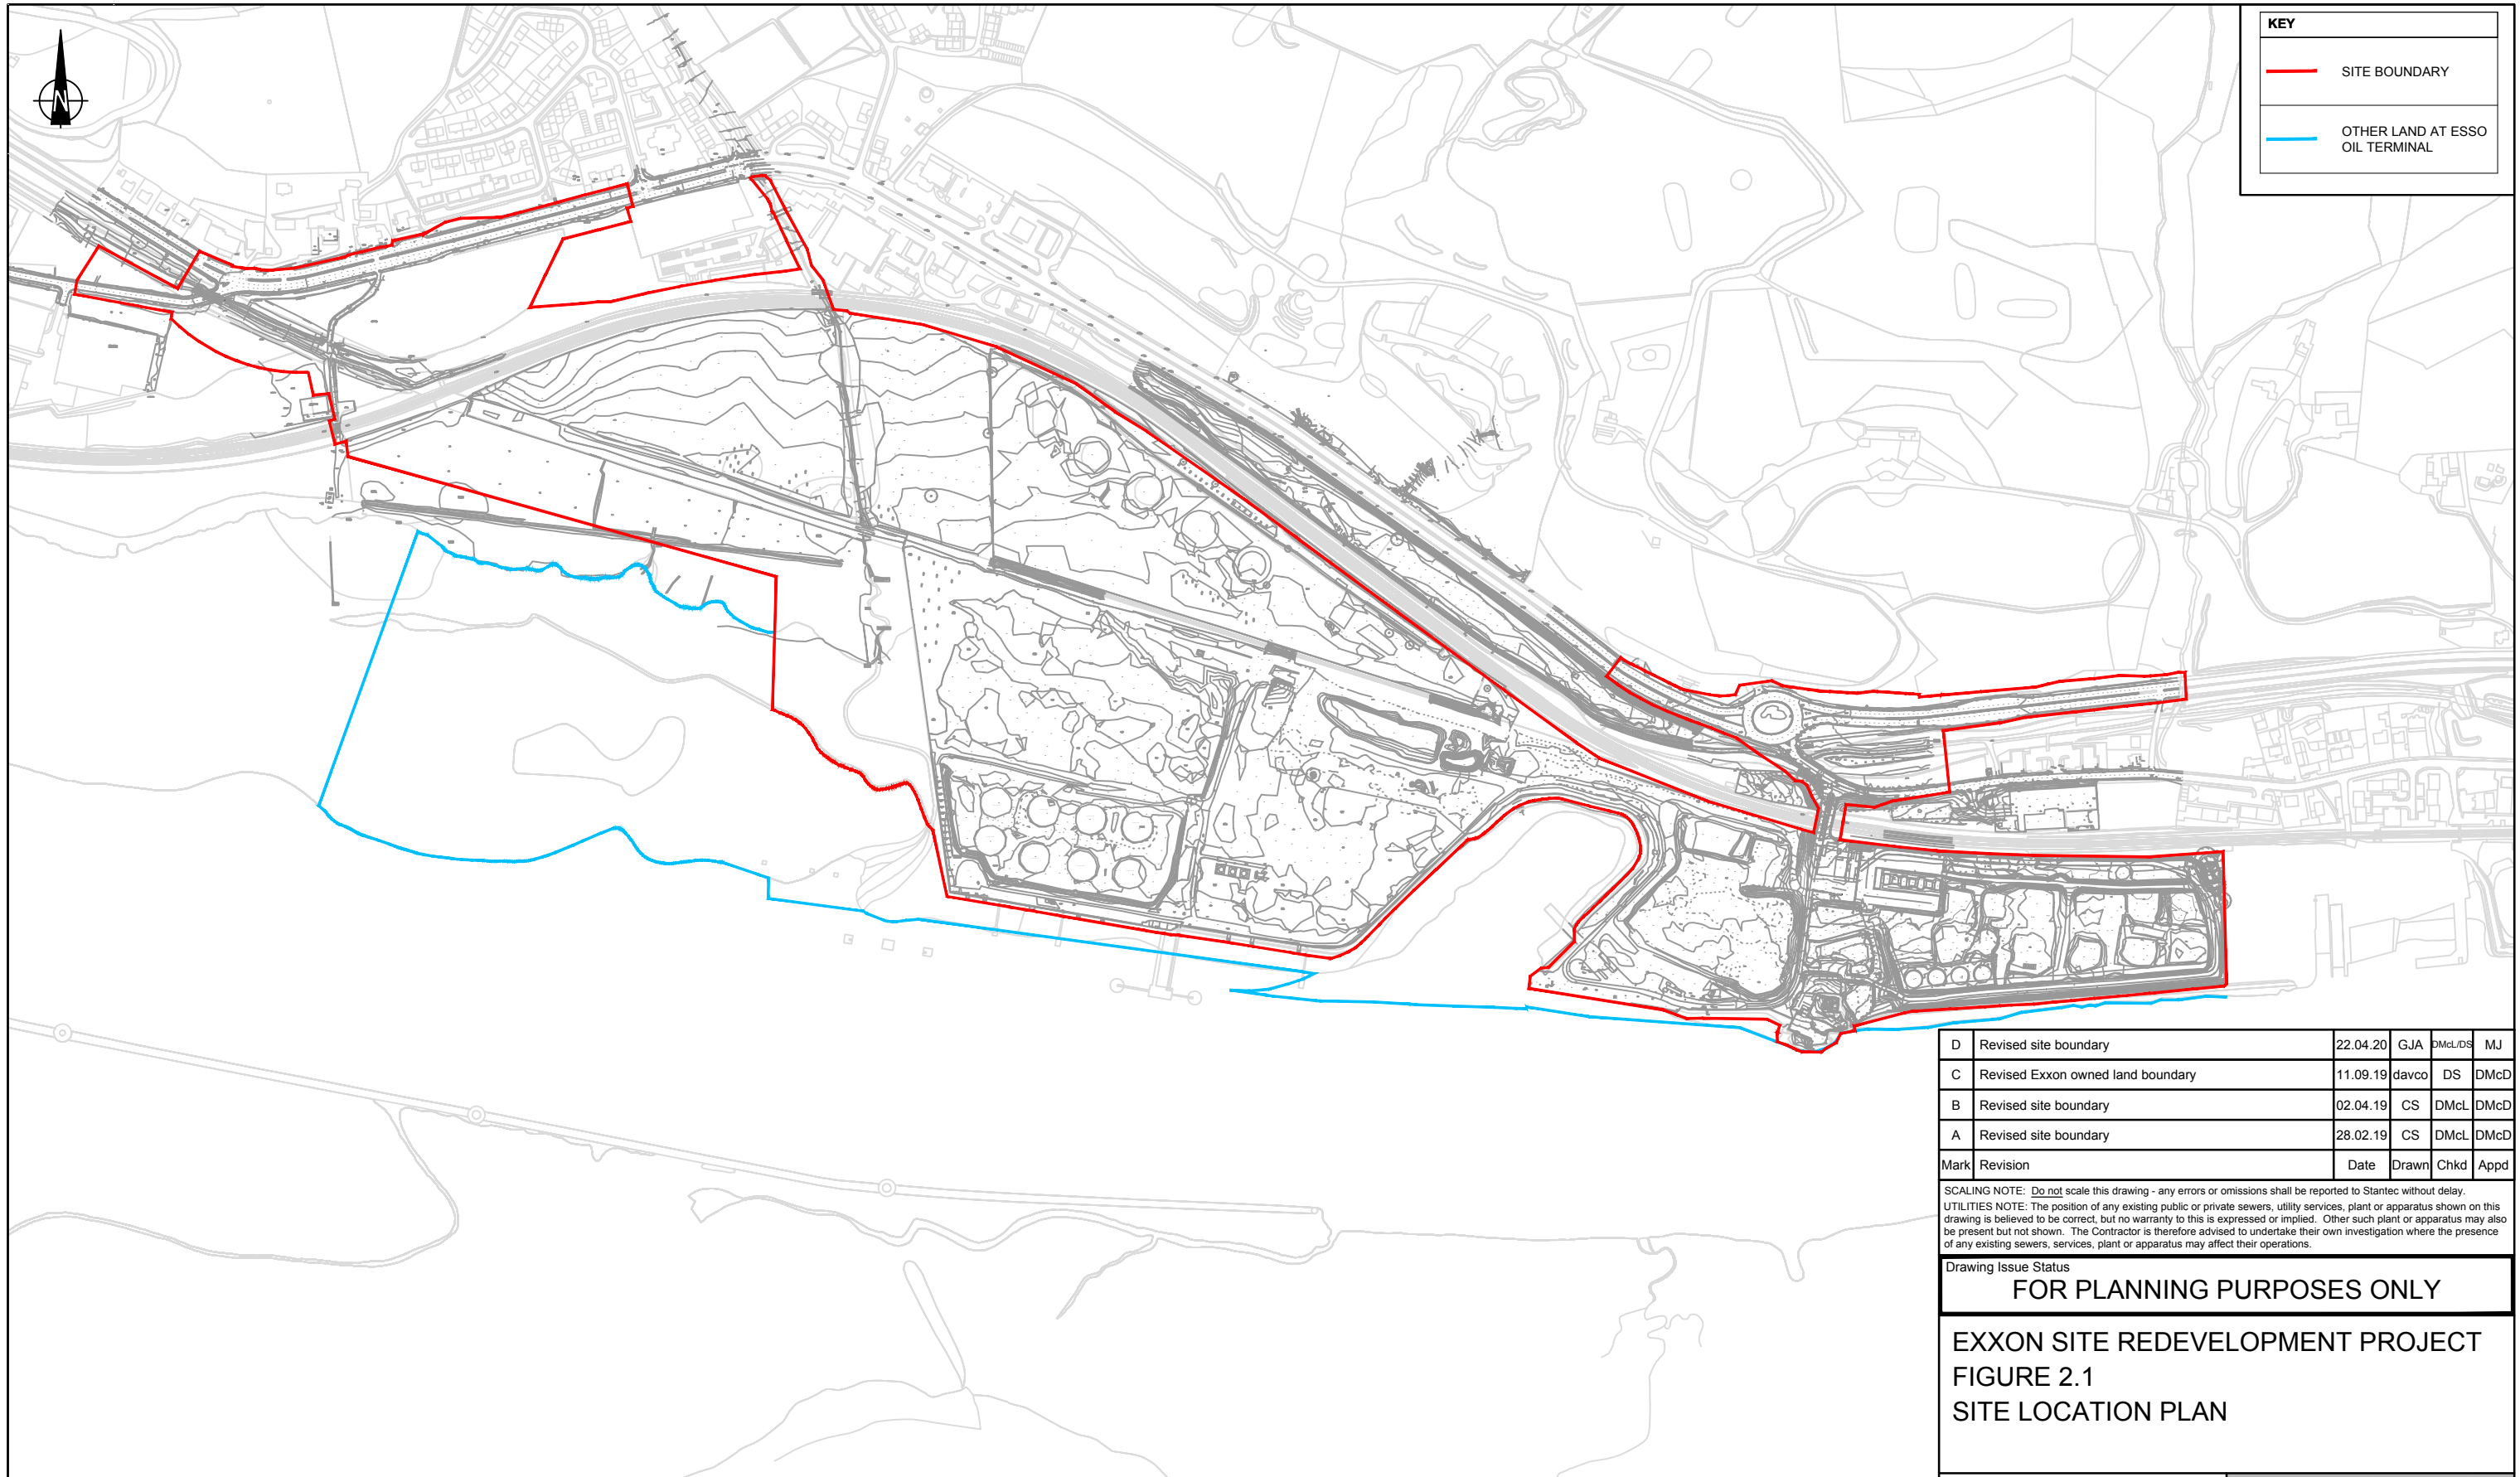 N
KEY
SITE BOUNDARY
OTHER LAND AT ESSO
OIL TERMINAL
D Revised site boundary 22.04.20 GJA DMcL/DS MJ
C Revised Exxon owned land boundary 11.09.19 davco DS DMcD
B Revised site boundary 02.04.19 CS DMcL DMcD
A Revised site boundary 28.02.19 CS DMcL DMcD
Mark Revision Date Drawn Chkd Appd
SCALING NOTE: Do not scale this drawing - any errors or omissions shall be reported to Stantec without delay.
UTILITIES NOTE: The position of any existing public or private sewers, utility services, plant or apparatus shown on this
drawing is believed to be correct, but no warranty to this is expressed or implied. Other such plant or apparatus may also
be present but not shown. The Contractor is therefore advised to undertake their own investigation where the presence
of any existing sewers, services, plant or apparatus may affect their operations.
Drawing Issue Status
FOR PLANNING PURPOSES ONLY
EXXON SITE REDEVELOPMENT PROJECT
FIGURE 2.1
SITE LOCATION PLAN